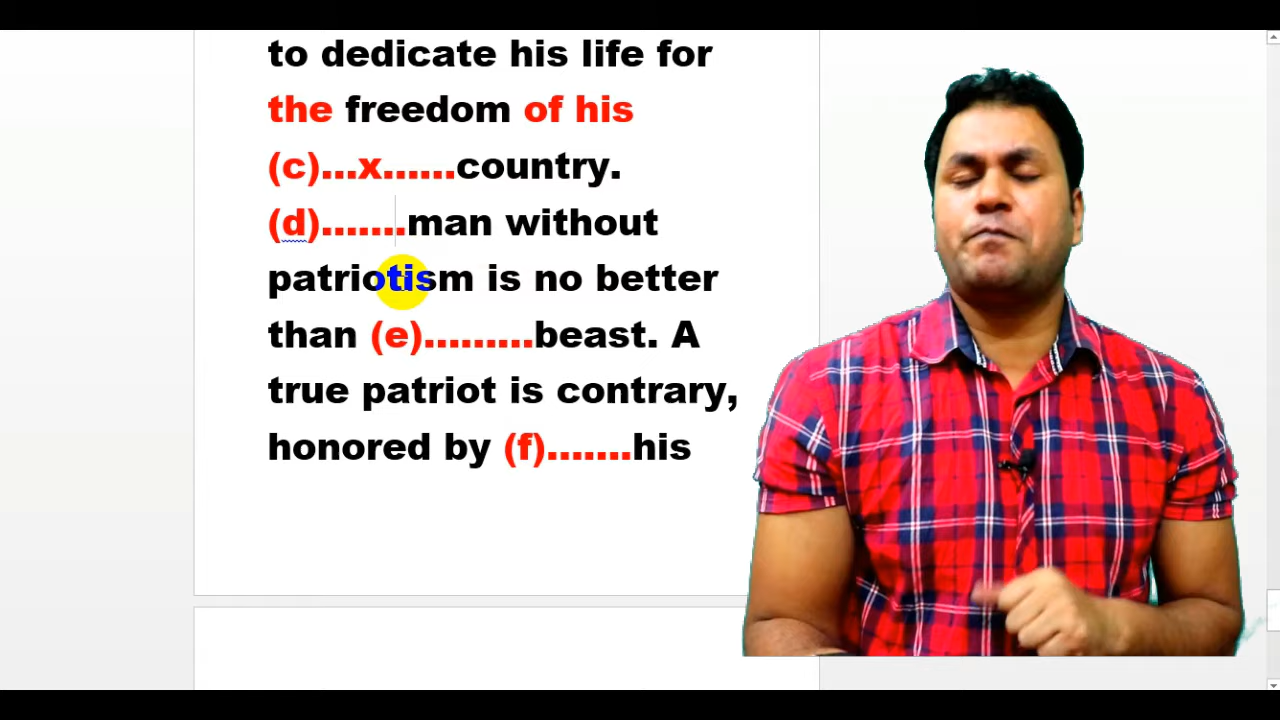 to dedicate his life for
the freedom of his
(c)...x......country.
(d).......man without
patriotism is no better
than (e).........beast. A
true patriot is contrary,
honored by (f).......his